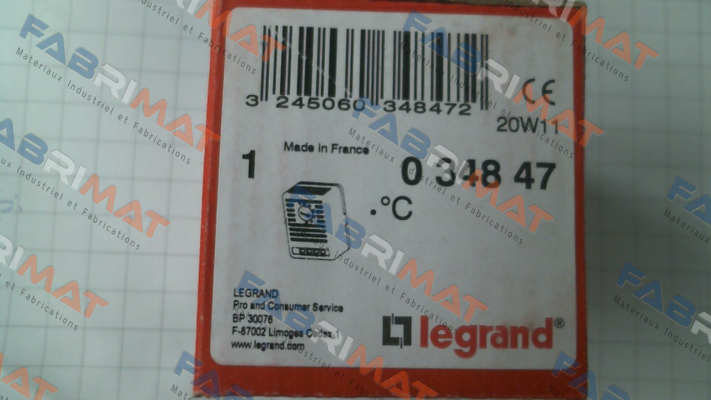 3 245060 348472
CE
20W11
1
Made in France
0 348 47
.°C
LEGRAND
Pro and Consumer Service
BP 30076
F-87002 Limoges Cedex
www.legrand.com
legrand®
FABRIMAT
Materiaux Industriel et Fabrications